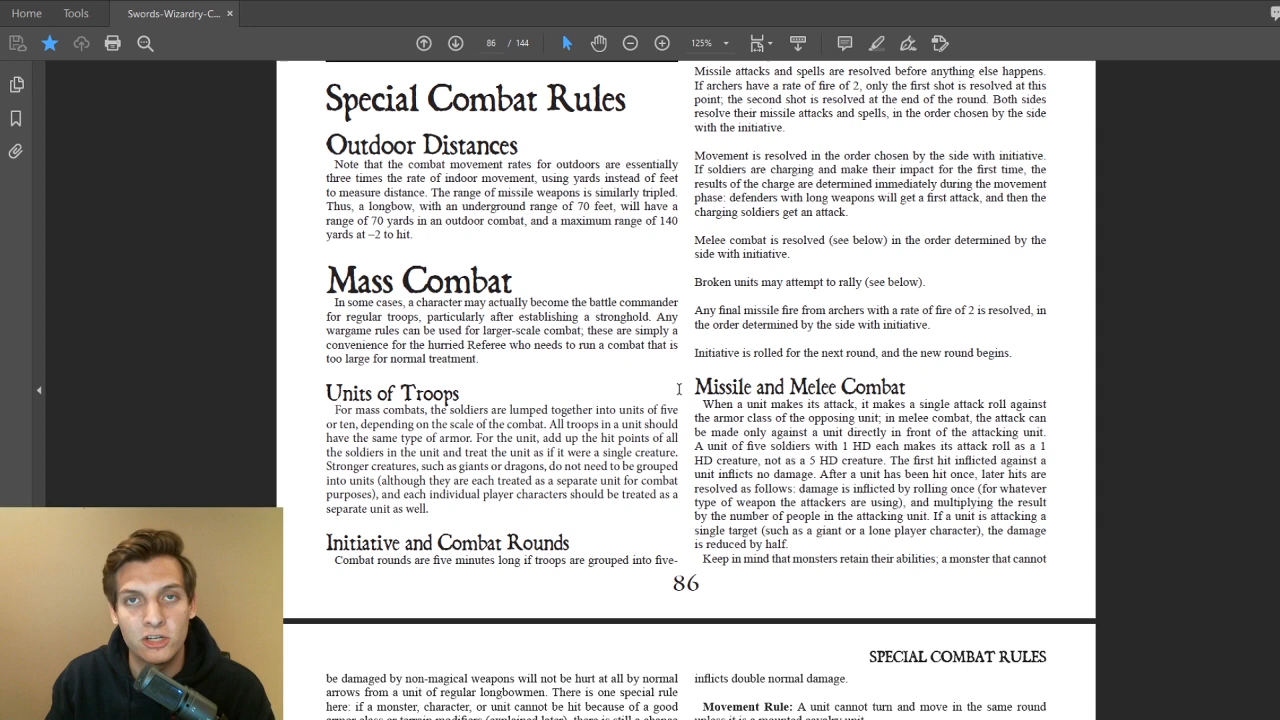 Home
Tools
Swords-Wizardry-C...
86 / 144
125%
Special Combat Rules
Outdoor Distances
Note that the combat movement rates for outdoors are essentially
three times the rate of indoor movement, using yards instead of feet
to measure distance. The range of missile weapons is similarly tripled.
Thus, a longbow, with an underground range of 70 feet, will have a
range of 70 yards in an outdoor combat, and a maximum range of 140
yards at –2 to hit.
Mass Combat
In some cases, a character may actually become the battle commander
for regular troops, particularly after establishing a stronghold. Any
wargame rules can be used for larger-scale combat; these are simply a
convenience for the hurried Referee who needs to run a combat that is
too large for normal treatment.
Units of Troops
For mass combats, the soldiers are lumped together into units of five
or ten, depending on the scale of the combat. All troops in a unit should
have the same type of armor. For the unit, add up the hit points of all
the soldiers in the unit and treat the unit as if it were a single creature.
Stronger creatures, such as giants or dragons, do not need to be grouped
into units (although they are each treated as a separate unit for combat
purposes), and each individual player characters should be treated as a
separate unit as well.
Initiative and Combat Rounds
Combat rounds are five minutes long if troops are grouped into five-
Missile attacks and spells are resolved before anything else happens.
If archers have a rate of fire of 2, only the first shot is resolved at this
point; the second shot is resolved at the end of the round. Both sides
resolve their missile attacks and spells, in the order chosen by the side
with the initiative.
Movement is resolved in the order chosen by the side with initiative.
If soldiers are charging and make their impact for the first time, the
results of the charge are determined immediately during the movement
phase: defenders with long weapons will get a first attack, and then the
charging soldiers get an attack.
Melee combat is resolved (see below) in the order determined by the
side with initiative.
Broken units may attempt to rally (see below).
Any final missile fire from archers with a rate of fire of 2 is resolved, in
the order determined by the side with initiative.
Initiative is rolled for the next round, and the new round begins.
Missile and Melee Combat
When a unit makes its attack, it makes a single attack roll against
the armor class of the opposing unit; in melee combat, the attack can
be made only against a unit directly in front of the attacking unit.
A unit of five soldiers with 1 HD each makes its attack roll as a 1
HD creature, not as a 5 HD creature. The first hit inflicted against a
unit inflicts no damage. After a unit has been hit once, later hits are
resolved as follows: damage is inflicted by rolling once (for whatever
type of weapon the attackers are using), and multiplying the result
by the number of people in the attacking unit. If a unit is attacking a
single target (such as a giant or a lone player character), the damage
is reduced by half.
Keep in mind that monsters retain their abilities; a monster that cannot
86
SPECIAL COMBAT RULES
be damaged by non-magical weapons will not be hurt at all by normal
arrows from a unit of regular longbowmen. There is one special rule
here: if a monster, character, or unit cannot be hit because of a good
armor class or terrain modifiers (explained later), there is still a chance
inflicts double normal damage.
Movement Rule: A unit cannot turn and move in the same round
unless it is a mounted cavalry unit.